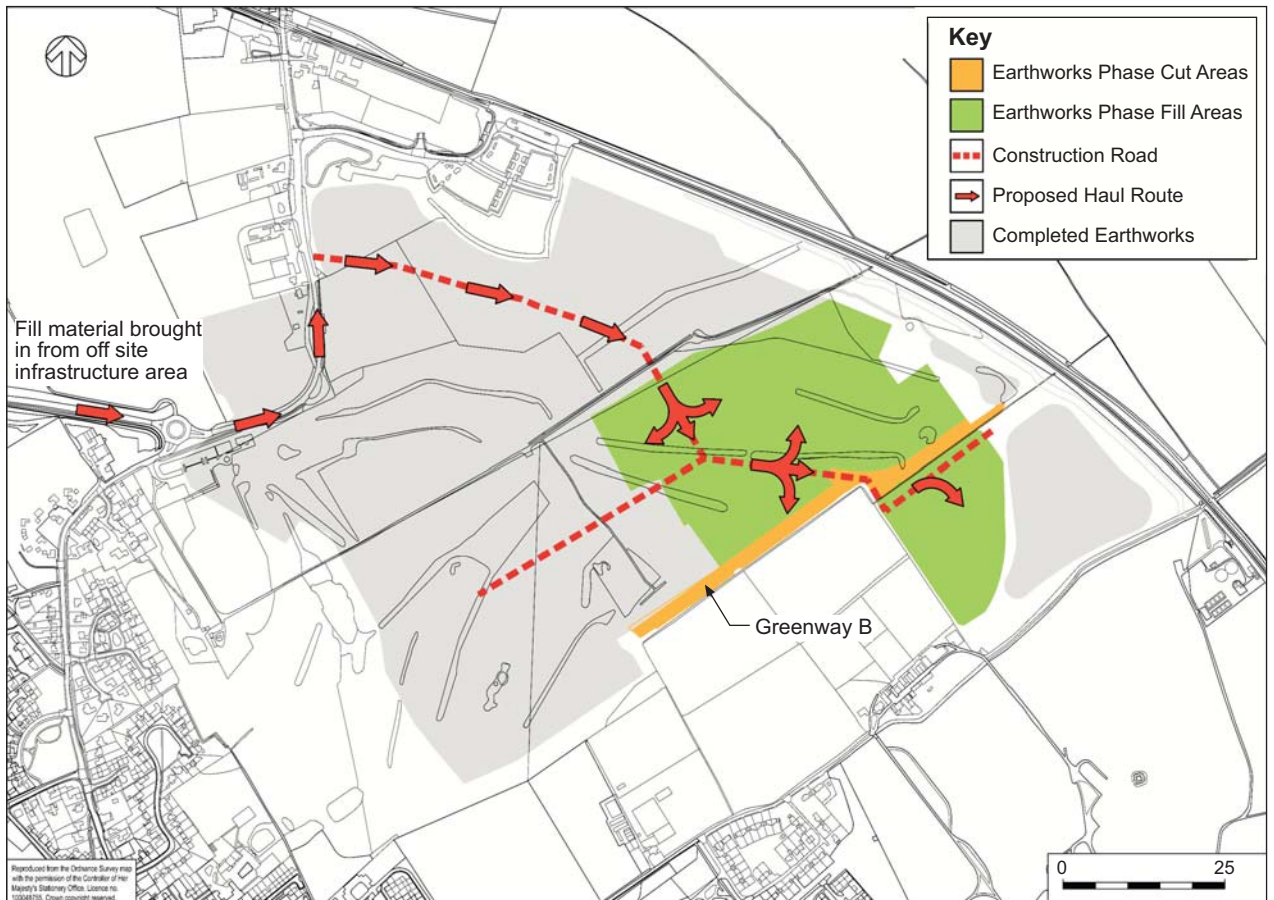 Key
Earthworks Phase Cut Areas
Earthworks Phase Fill Areas
Construction Road
Proposed Haul Route
Completed Earthworks
Fill material brought
in from off site
infrastructure area
Greenway B
Reproduced from the Ordnance Survey map
with the permission of the Controller of Her
Majesty's Stationery Office. Licence no.
Crown copyright reserved.
0 25